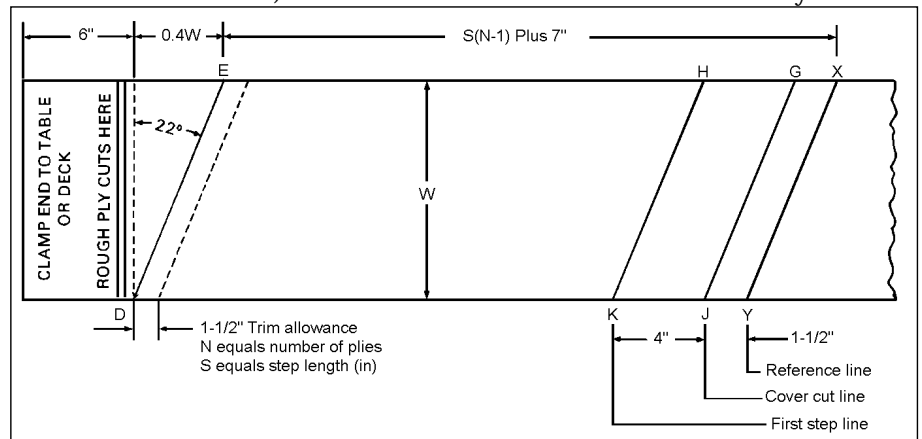 6" 0.4W S(N-1) Plus 7"
E H G X
CLAMP END TO TABLE
OR DECK
ROUGH PLY CUTS HERE
22°
W
D K J Y
1-1/2" Trim allowance
N equals number of plies
S equals step length (in)
4" 1-1/2"
Reference line
Cover cut line
First step line